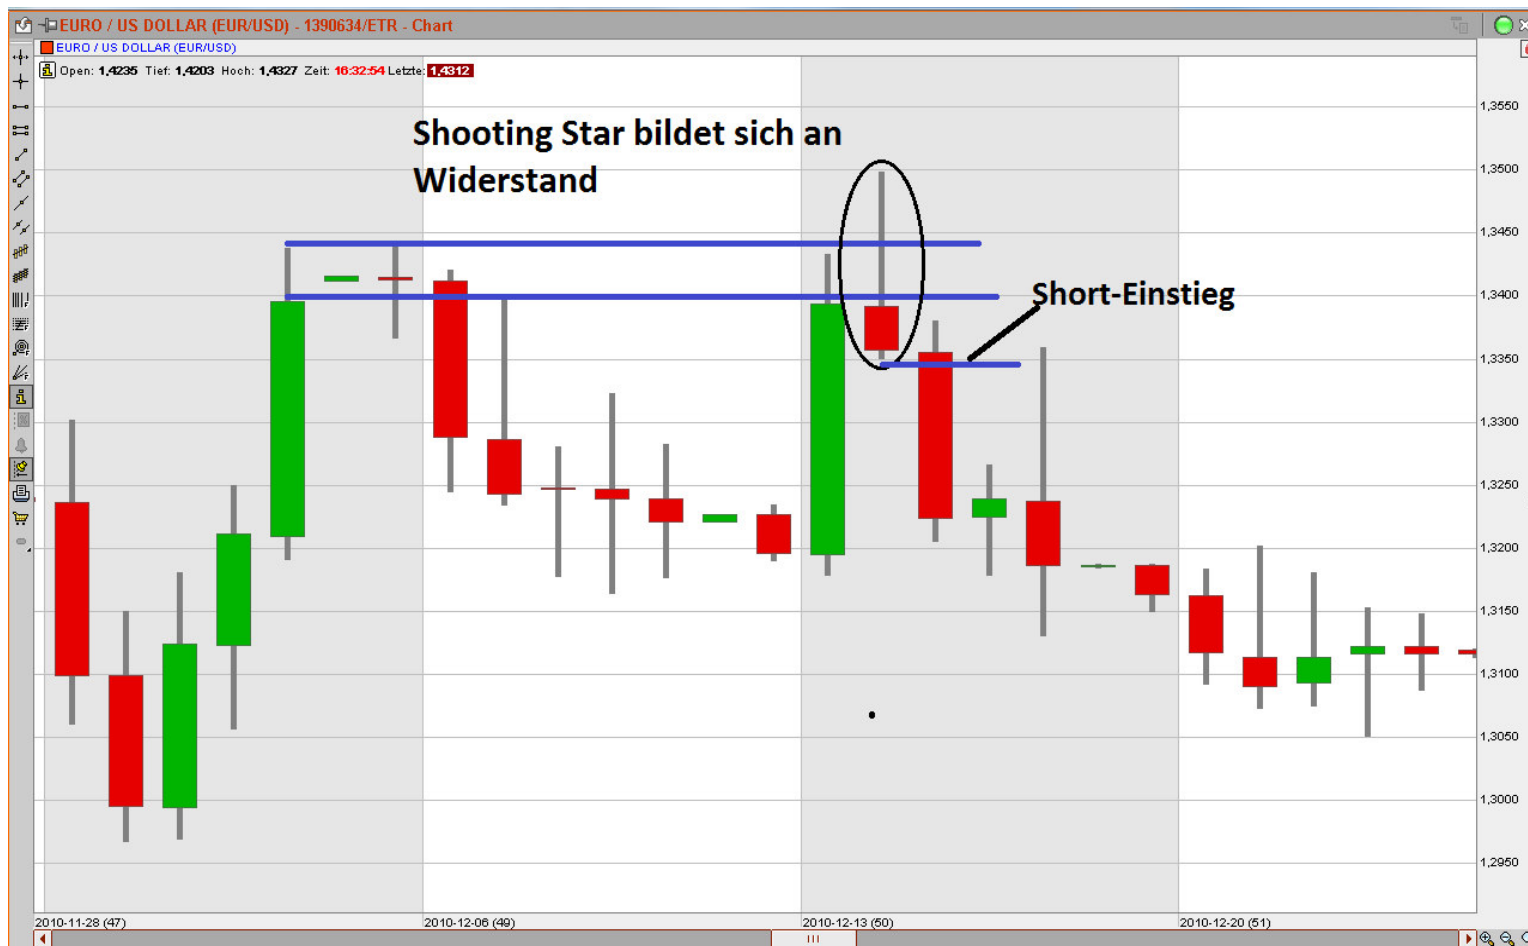 EURO / US DOLLAR (EUR/USD) - 1390634/ETR - Chart
EURO / US DOLLAR (EUR/USD)
Open: 1,4235 Tief: 1,4203 Hoch: 1,4327 Zeit: 16:32:54 Letzte: 1,4312
Shooting Star bildet sich an
Widerstand
Short-Einstieg
1,3550
1,3500
1,3450
1,3400
1,3350
1,3300
1,3250
1,3200
1,3150
1,3100
1,3050
1,3000
1,2950
2010-11-28 (47) 2010-12-06 (49) 2010-12-13 (50) 2010-12-20 (51)